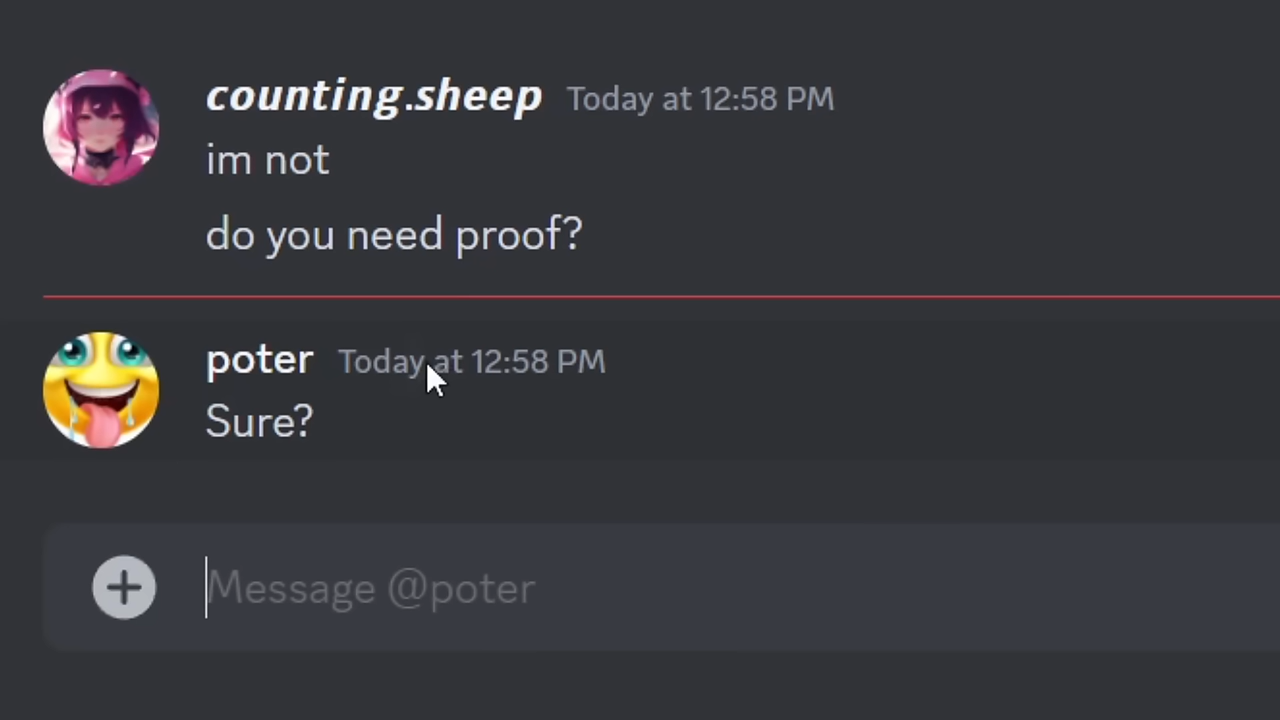 counting.sheep Today at 12:58 PM
im not
do you need proof?
poter Today at 12:58 PM
Sure?
Message @poter